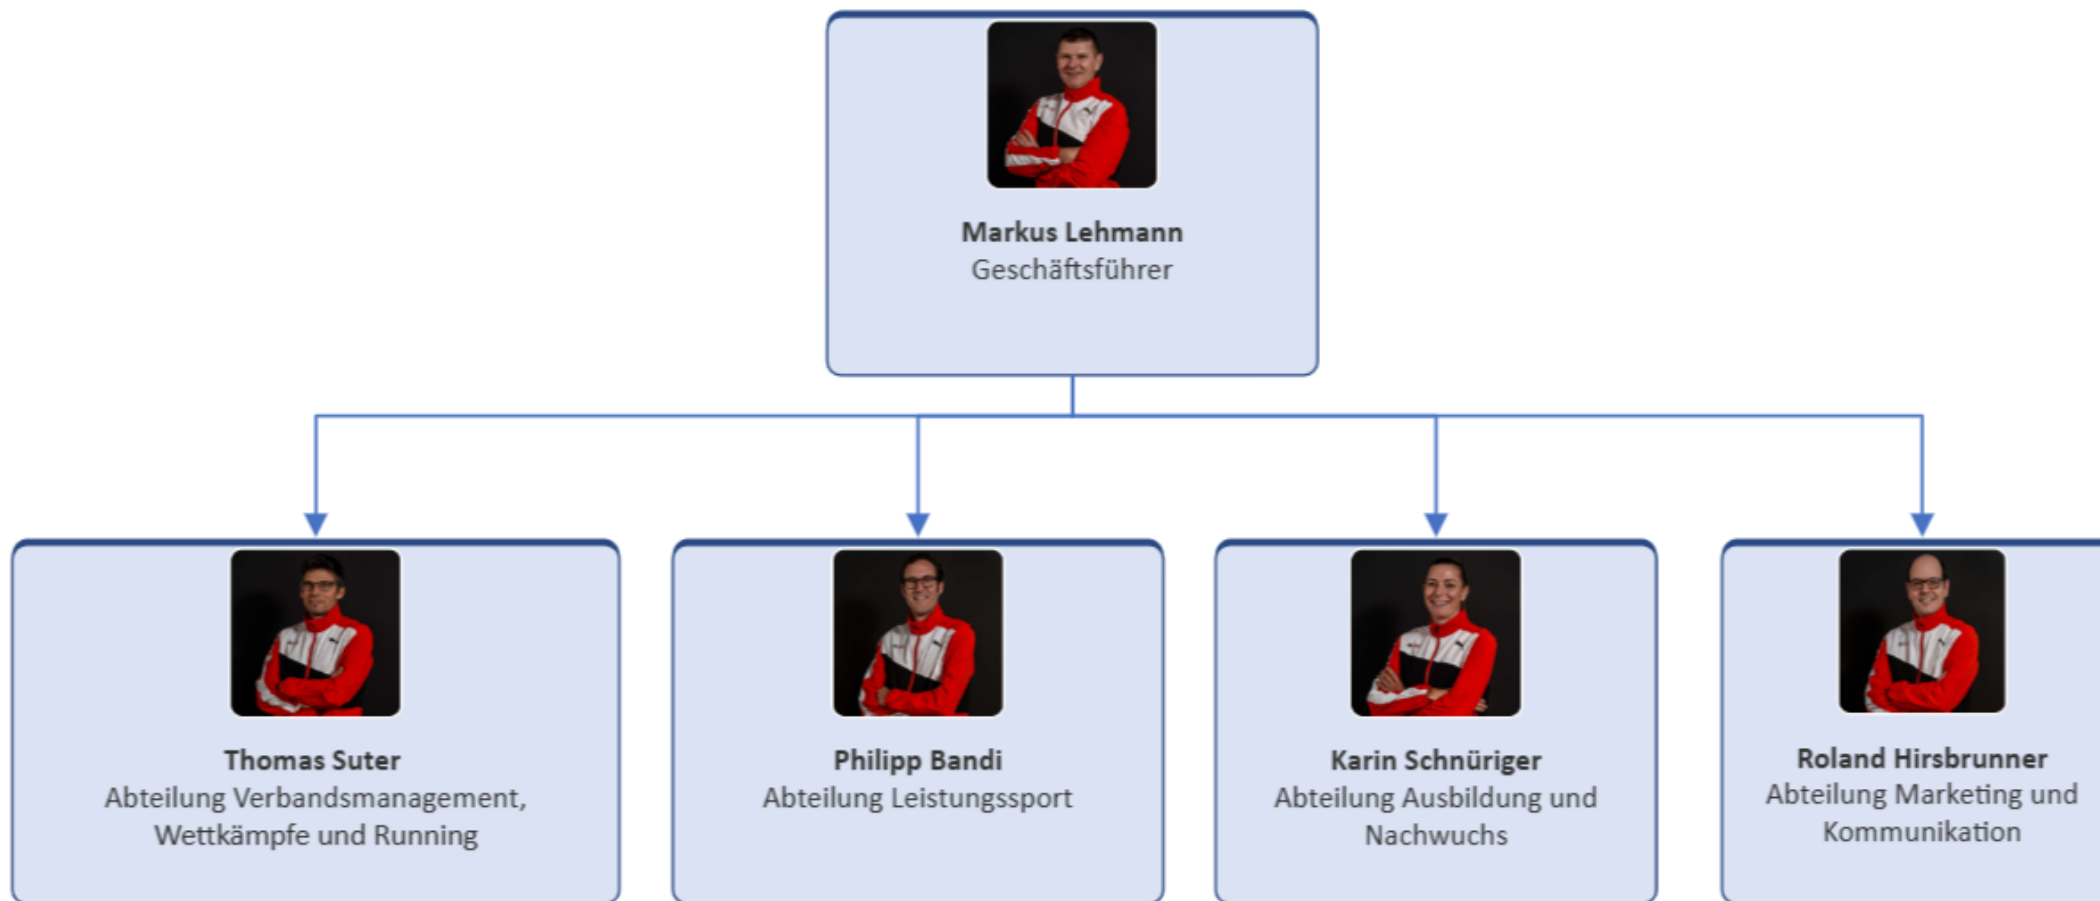 Markus Lehmann
Geschäftsführer
Thomas Suter
Abteilung Verbandsmanagement,
Wettkämpfe und Running
Philipp Bandi
Abteilung Leistungssport
Karin Schnüriger
Abteilung Ausbildung und
Nachwuchs
Roland Hirsbrunner
Abteilung Marketing und
Kommunikation